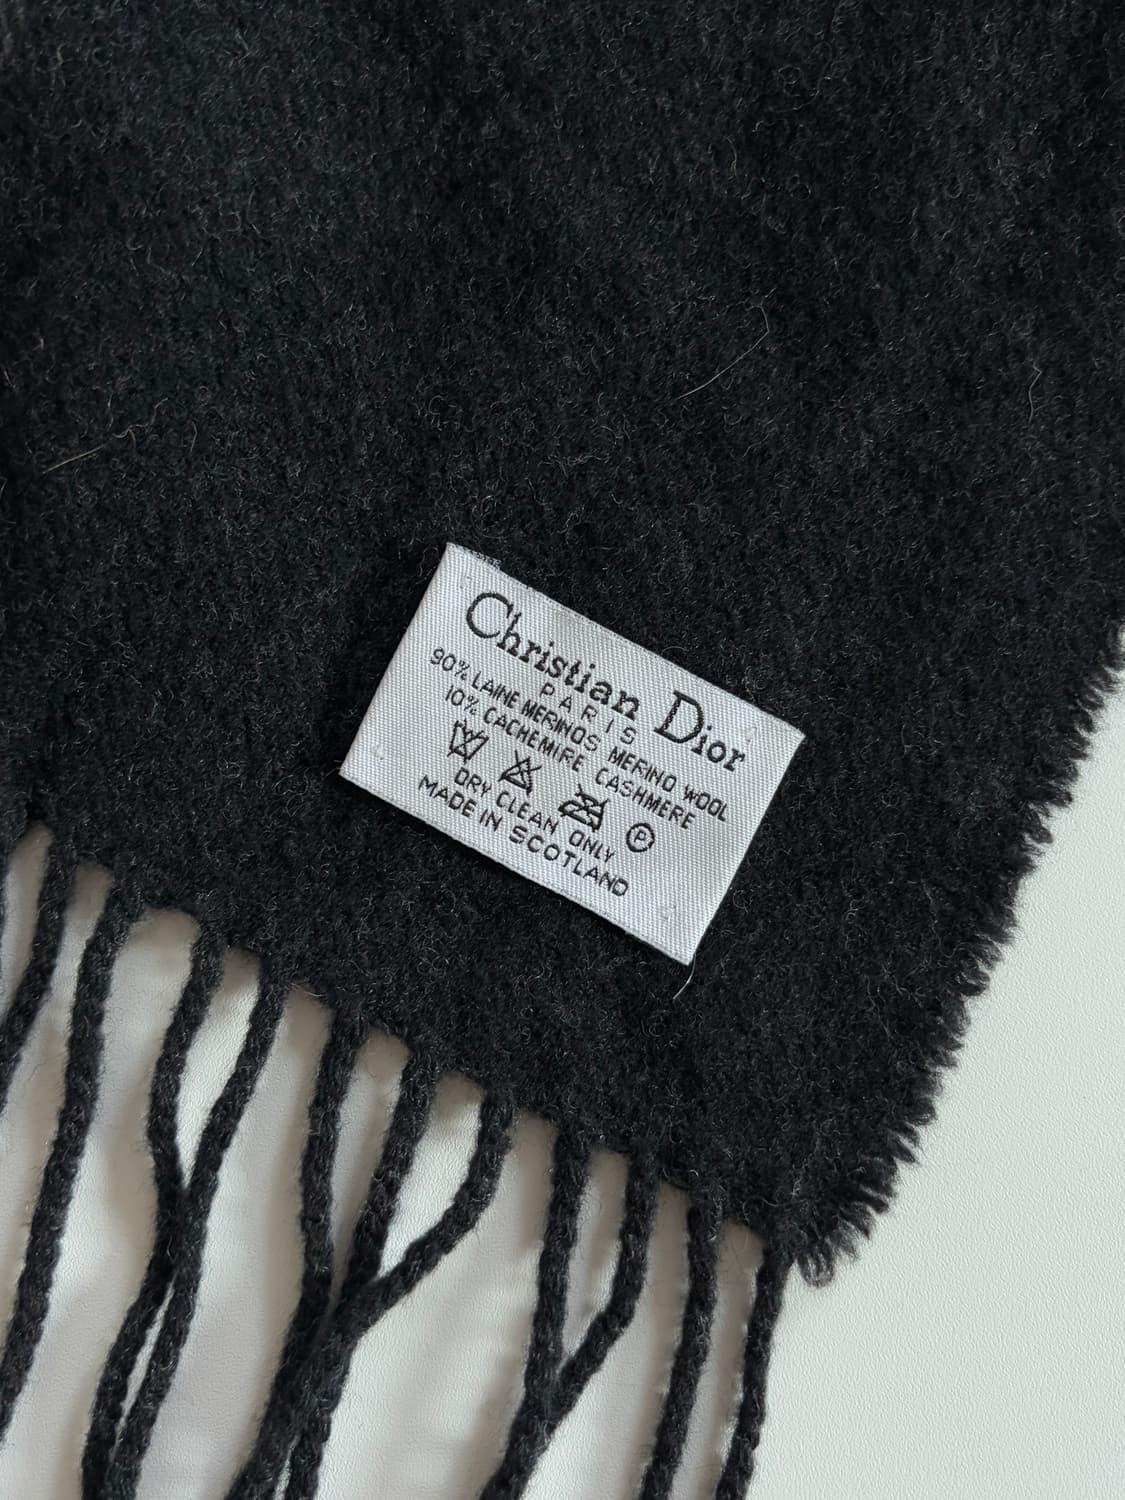 Christian Dior
PARIS
90% LAINE MERINOS MERINO WOOL
10% CACHEMIRE CASHMERE
P
DRY CLEAN ONLY
MADE IN SCOTLAND